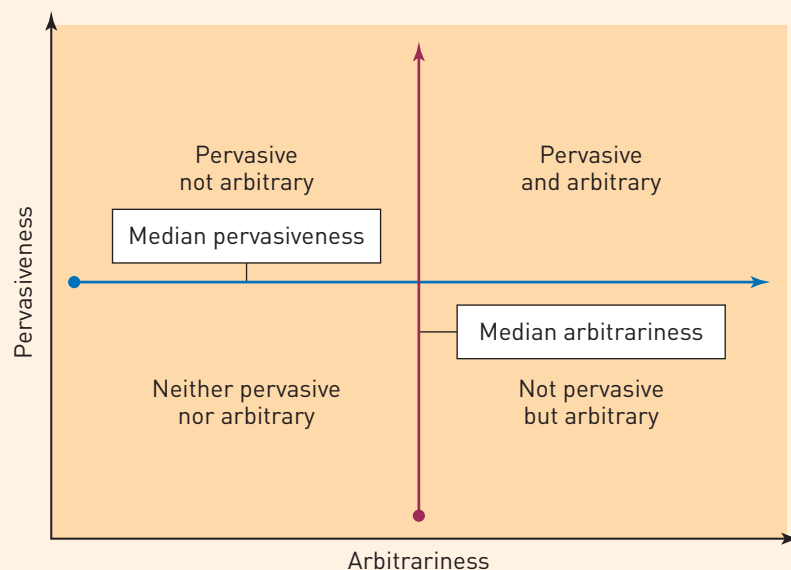 Pervasive
not arbitrary
Pervasive
and arbitrary
Median pervasiveness
Pervasiveness
Median arbitrariness
Neither pervasive
nor arbitrary
Not pervasive
but arbitrary
Arbitrariness